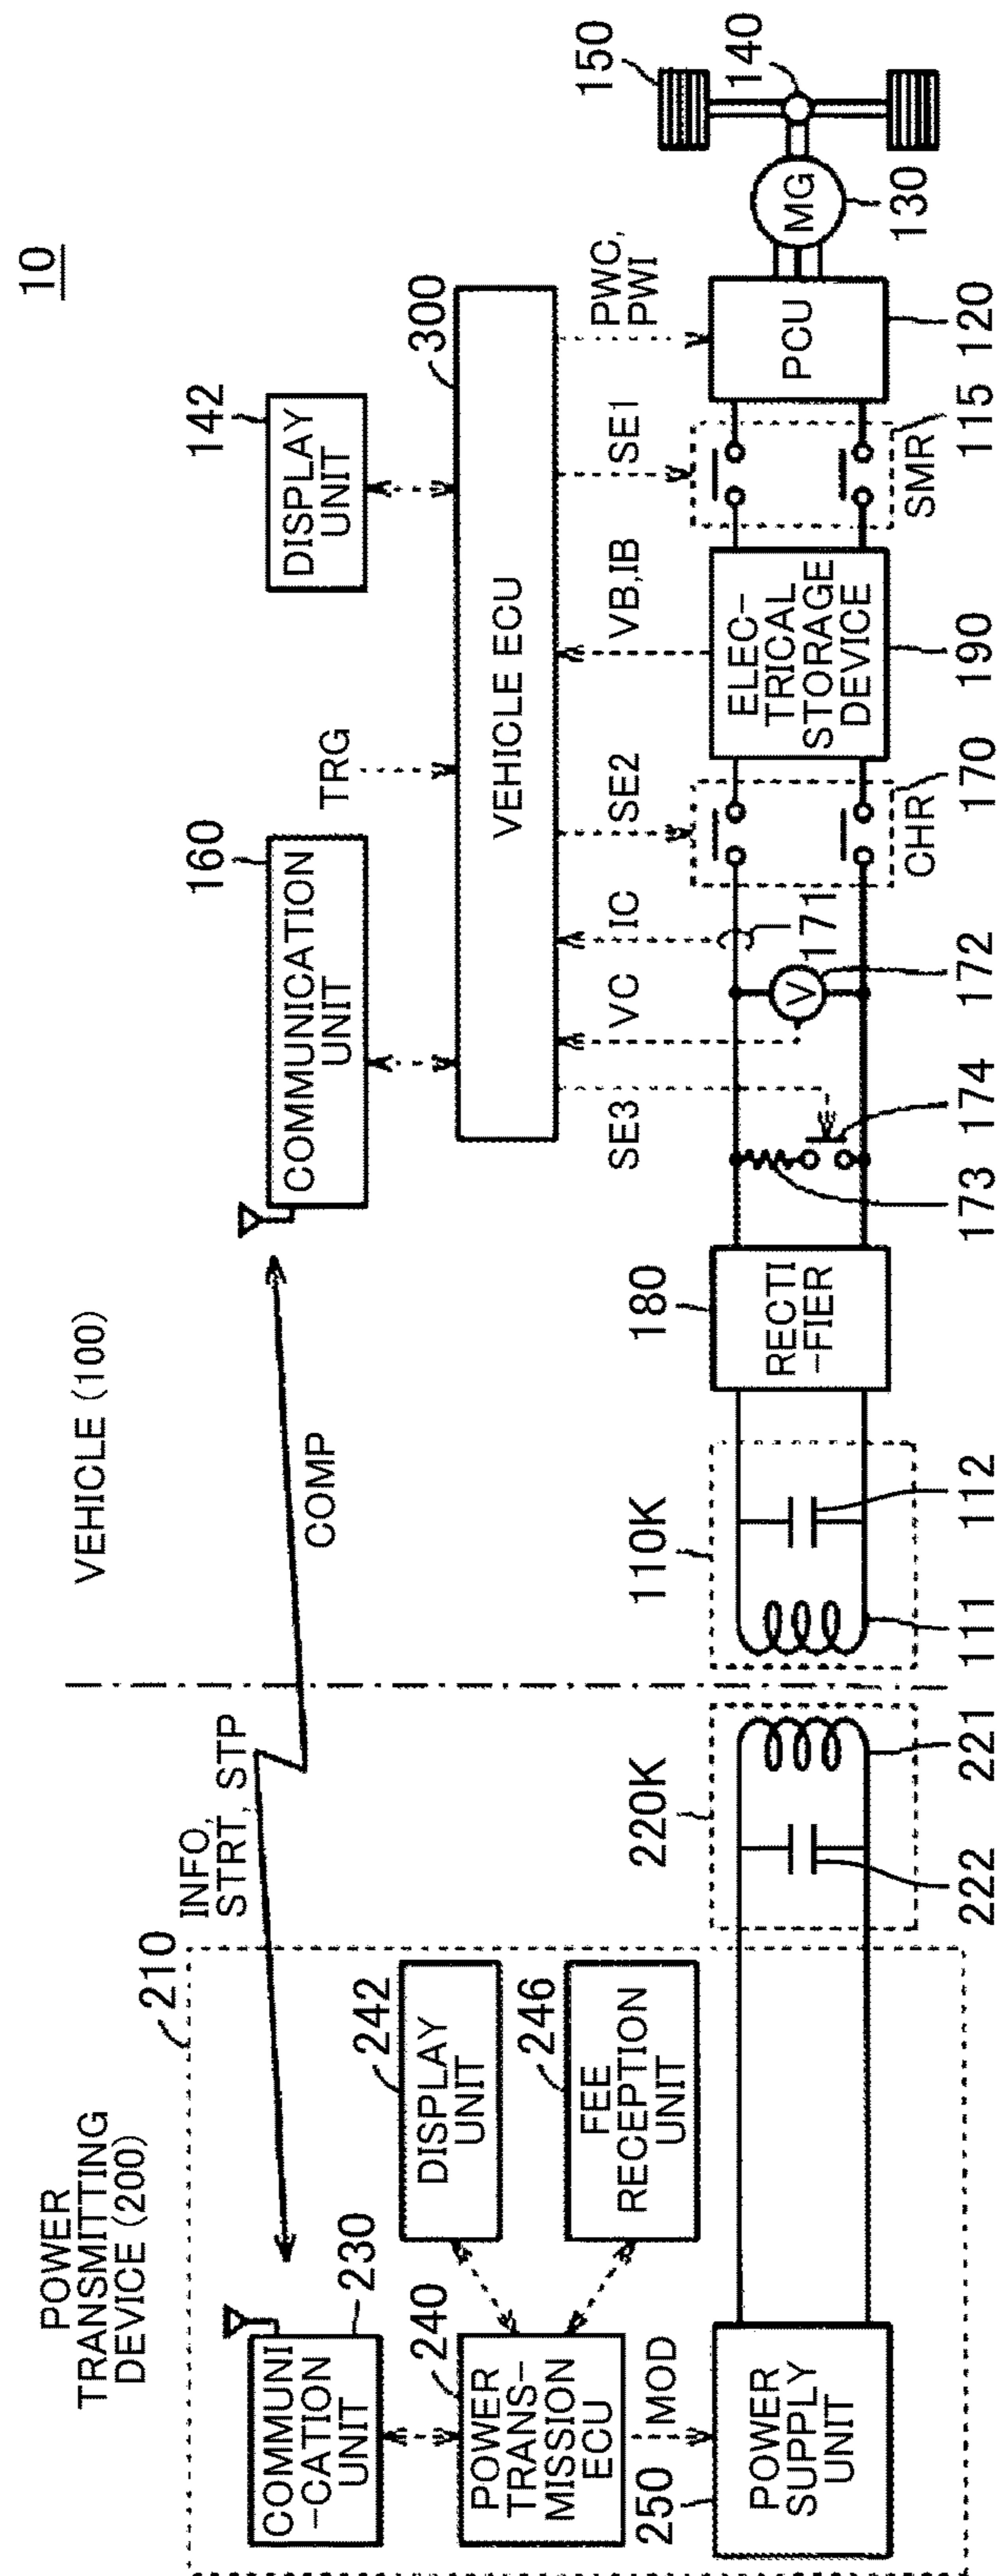 10
POWER
TRANSMITTING
DEVICE (200)
VEHICLE (100)
210
INFO,
STRT, STP
COMP
COMMUNI
-CATION
UNIT
230
160
COMMUNICATION
UNIT
TRG
142
DISPLAY
UNIT
300
VEHICLE ECU
242
DISPLAY
UNIT
240
POWER
TRANS-
MISSION
ECU
246
FEE
RECEPTION
UNIT
MOD
SE3
VC
IC
SE2
VB,IB
SE1
PWC,
PWI
250
POWER
SUPPLY
UNIT
220K
222
221
110K
111
112
180
RECTI
-FIER
173
174
172
V
171
CHR
170
ELEC-
TRICAL
STORAGE
DEVICE
190
SMR
115
PCU
120
MG
130
140
150